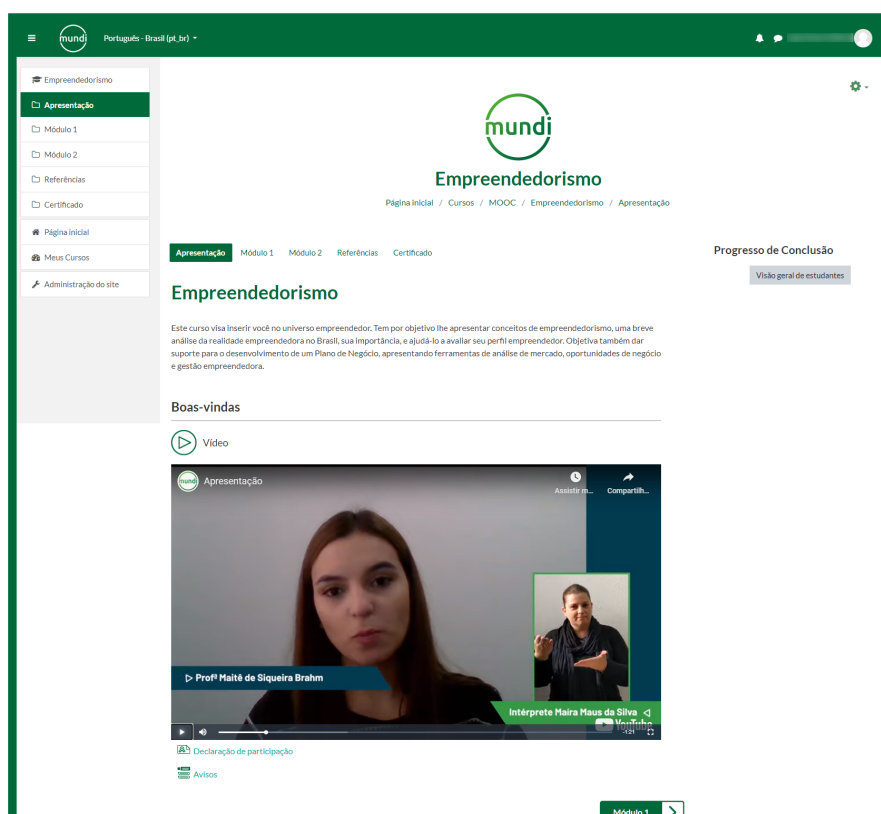 mundi
Português - Brasil (pt_br)
Empreendedorismo
Apresentação
Módulo 1
Módulo 2
Referências
Certificado
Página inicial
Meus Cursos
Administração do site
mundi
Empreendedorismo
Página inicial / Cursos / MOOC / Empreendedorismo / Apresentação
Apresentação Módulo 1 Módulo 2 Referências Certificado
Progresso de Conclusão
Visão geral de estudantes
Empreendedorismo
Este curso visa inserir você no universo empreendedor. Tem por objetivo lhe apresentar conceitos de empreendedorismo, uma breve
análise da realidade empreendedora no Brasil, sua importância, e ajudá-lo a avaliar seu perfil empreendedor. Objetiva também dar
suporte para o desenvolvimento de um Plano de Negócio, apresentando ferramentas de análise de mercado, oportunidades de negócio
e gestão empreendedora.
Boas-vindas
Vídeo
mundi Apresentação
Assistir m... Compartilh...
Profª Maitê de Siqueira Brahm
Intérprete Maíra Maus da Silva
YouTube
-1:21
Declaração de participação
Avisos
Módulo 1